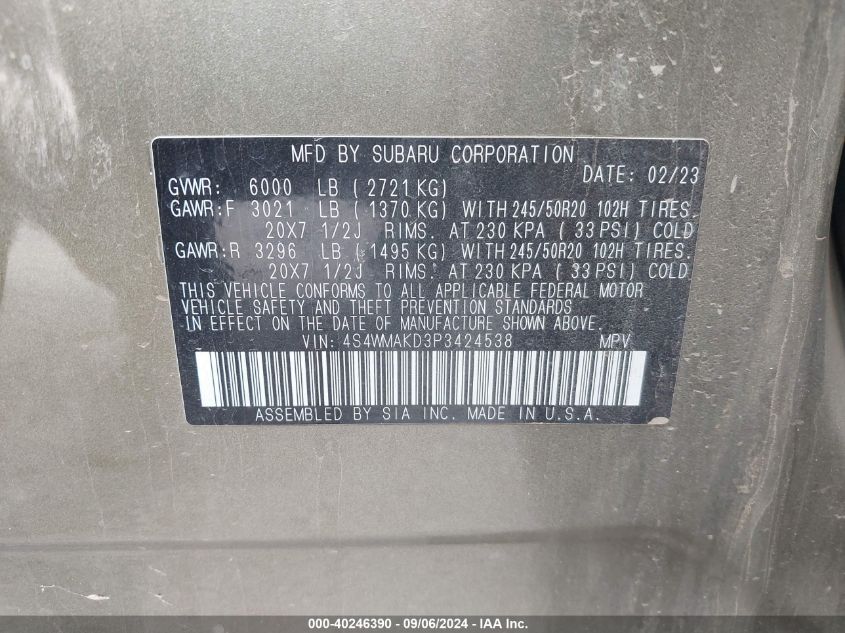 MFD BY SUBARU CORPORATION
DATE: 02/23
GVWR: 6000 LB ( 2721 KG)
GAWR:F 3021 LB ( 1370 KG) WITH 245/50R20 102H TIRES.
20X7 1/2J RIMS. AT 230 KPA ( 33 PSI) COLD
GAWR:R 3296 LB ( 1495 KG) WITH 245/50R20 102H TIRES.
20X7 1/2J RIMS. AT 230 KPA ( 33 PSI) COLD
THIS VEHICLE CONFORMS TO ALL APPLICABLE FEDERAL MOTOR
VEHICLE SAFETY AND THEFT PREVENTION STANDARDS
IN EFFECT ON THE DATE OF MANUFACTURE SHOWN ABOVE.
VIN: 4S4WMAKD3P3424538 MPV
ASSEMBLED BY SIA INC. MADE IN U.S.A.
000-40246390 - 09/06/2024 - IAA Inc.